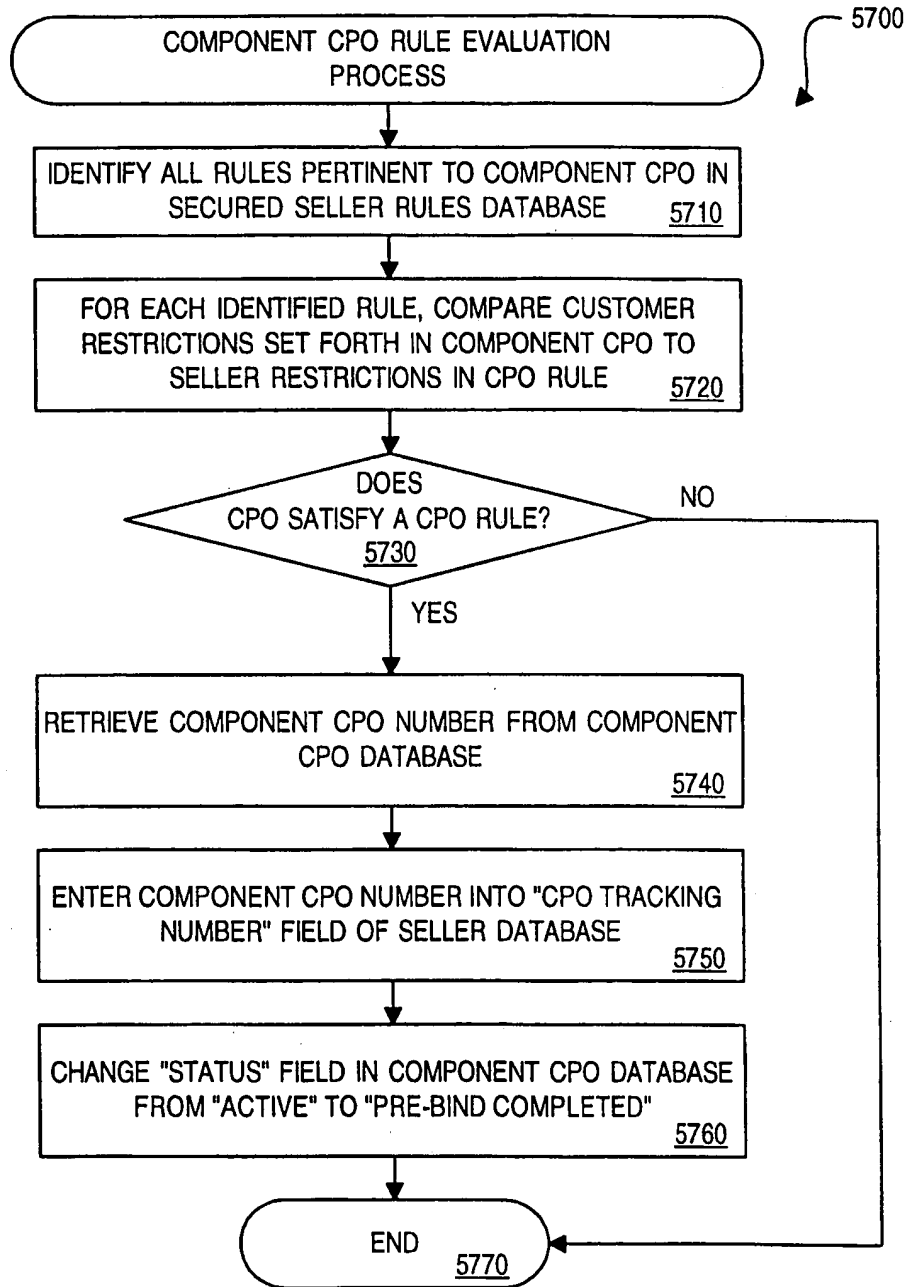 5700
COMPONENT CPO RULE EVALUATION
PROCESS
IDENTIFY ALL RULES PERTINENT TO COMPONENT CPO IN
SECURED SELLER RULES DATABASE
5710
FOR EACH IDENTIFIED RULE, COMPARE CUSTOMER
RESTRICTIONS SET FORTH IN COMPONENT CPO TO
SELLER RESTRICTIONS IN CPO RULE
5720
DOES
CPO SATISFY A CPO RULE?
5730
NO
YES
RETRIEVE COMPONENT CPO NUMBER FROM COMPONENT
CPO DATABASE
5740
ENTER COMPONENT CPO NUMBER INTO "CPO TRACKING
NUMBER" FIELD OF SELLER DATABASE
5750
CHANGE "STATUS" FIELD IN COMPONENT CPO DATABASE
FROM "ACTIVE" TO "PRE-BIND COMPLETED"
5760
END
5770